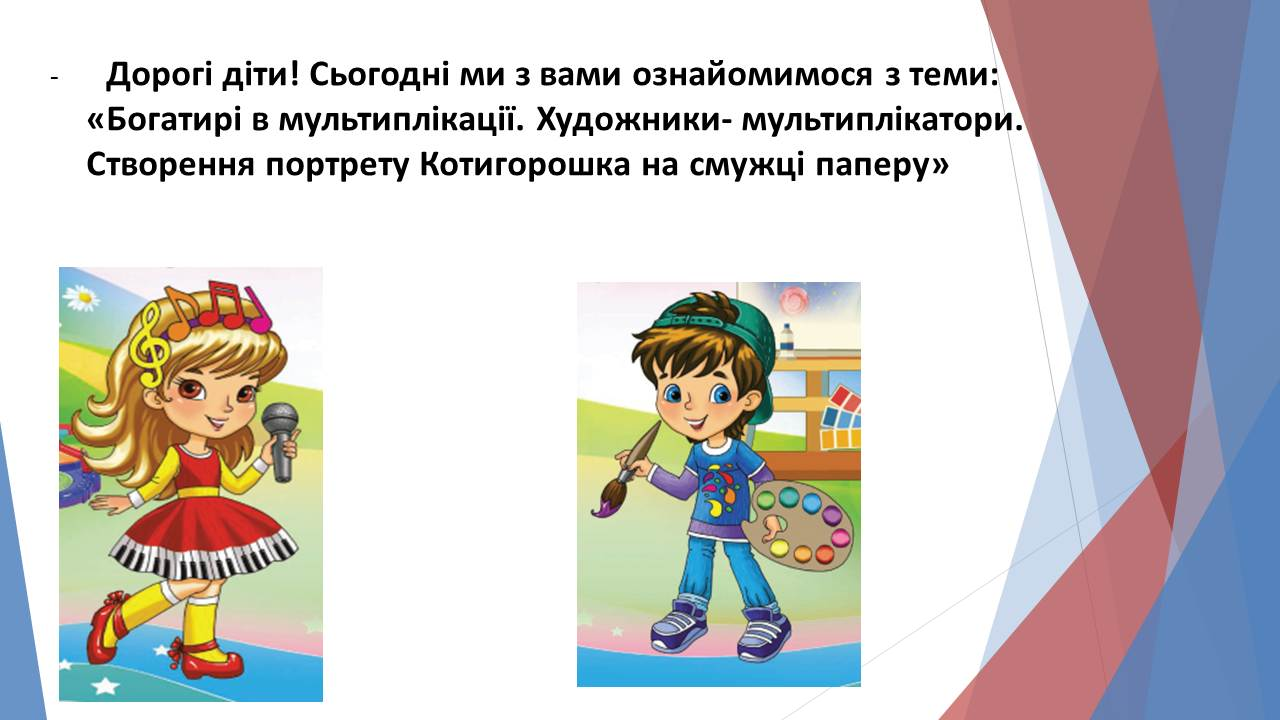 - Дорогі діти! Сьогодні ми з вами ознайомимося з теми:
«Богатирі в мультиплікації. Художники- мультиплікатори.
Створення портрету Котигорошка на смужці паперу»